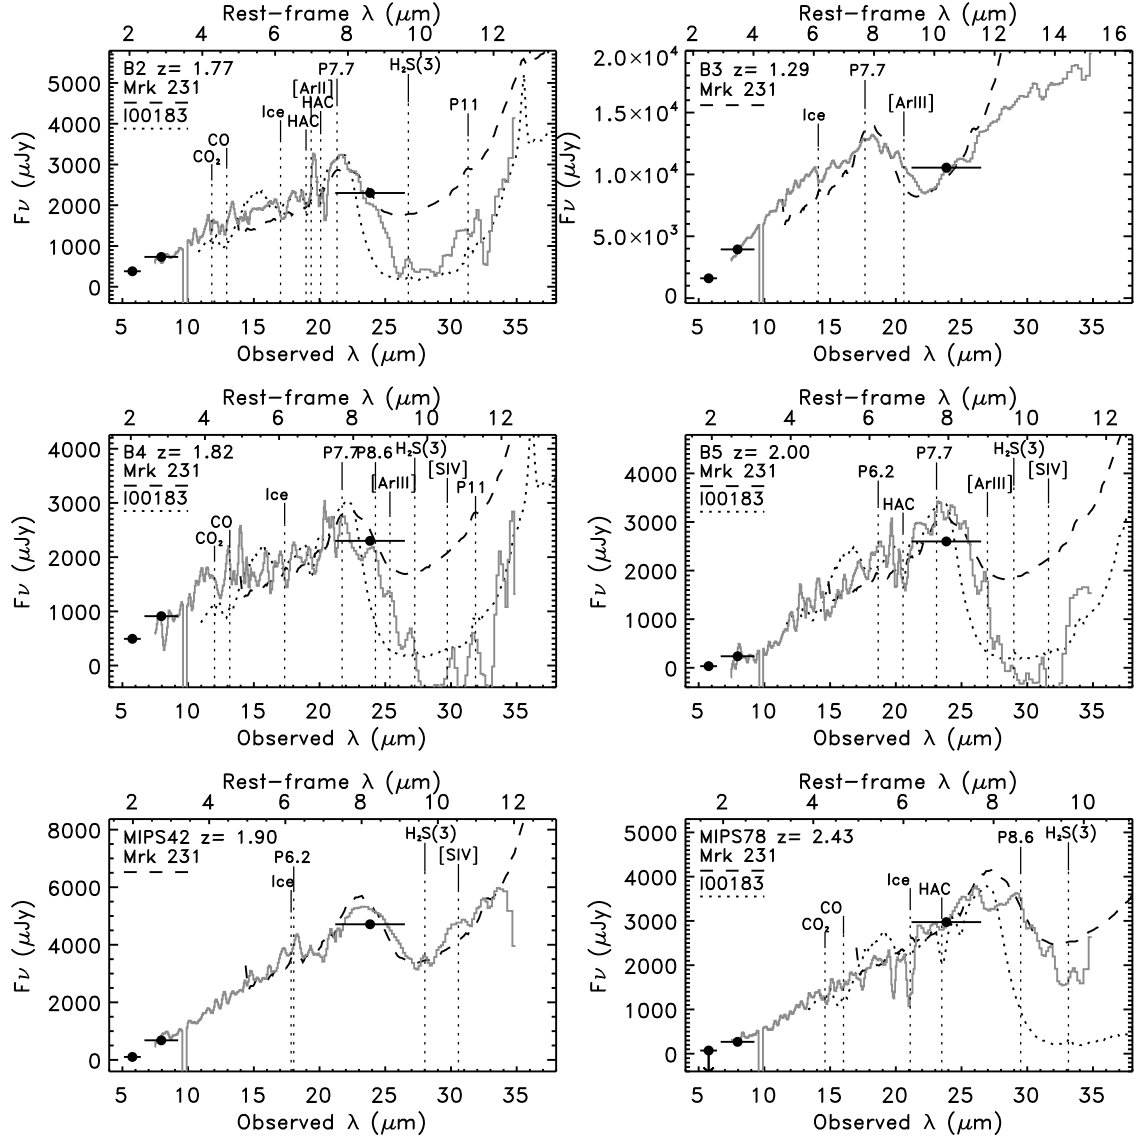 Rest-frame λ (μm)
2 4 6 8 10 12
B2 z= 1.77
Mrk 231
I00183
CO₂
CO
Ice
HAC
[ArII]
HAC
P7.7
H₂S(3)
P11
5000
4000
3000
2000
1000
0
Fν (μJy)
5 10 15 20 25 30 35
Observed λ (μm)
Rest-frame λ (μm)
4 6 8 10 12 14 16
B3 z= 1.29
Mrk 231
Ice
P7.7
[ArIII]
2.0×10⁴
1.5×10⁴
1.0×10⁴
5.0×10³
0
Fν (μJy)
5 10 15 20 25 30 35
Observed λ (μm)
Rest-frame λ (μm)
2 4 6 8 10 12
B4 z= 1.82
Mrk 231
I00183
CO₂
CO
Ice
P7.7
P8.6
[ArIII]
H₂S(3)
[SIV]
P11
4000
3000
2000
1000
0
Fν (μJy)
5 10 15 20 25 30 35
Observed λ (μm)
Rest-frame λ (μm)
2 4 6 8 10 12
B5 z= 2.00
Mrk 231
I00183
P6.2
HAC
P7.7
[ArIII]
H₂S(3)
[SIV]
4000
3000
2000
1000
0
Fν (μJy)
5 10 15 20 25 30 35
Observed λ (μm)
Rest-frame λ (μm)
2 4 6 8 10 12
MIPS42 z= 1.90
Mrk 231
P6.2
Ice
H₂S(3)
[SIV]
8000
6000
4000
2000
0
Fν (μJy)
5 10 15 20 25 30 35
Observed λ (μm)
Rest-frame λ (μm)
2 4 6 8 10
MIPS78 z= 2.43
Mrk 231
I00183
CO₂
CO
Ice
HAC
P8.6
H₂S(3)
5000
4000
3000
2000
1000
0
Fν (μJy)
5 10 15 20 25 30 35
Observed λ (μm)